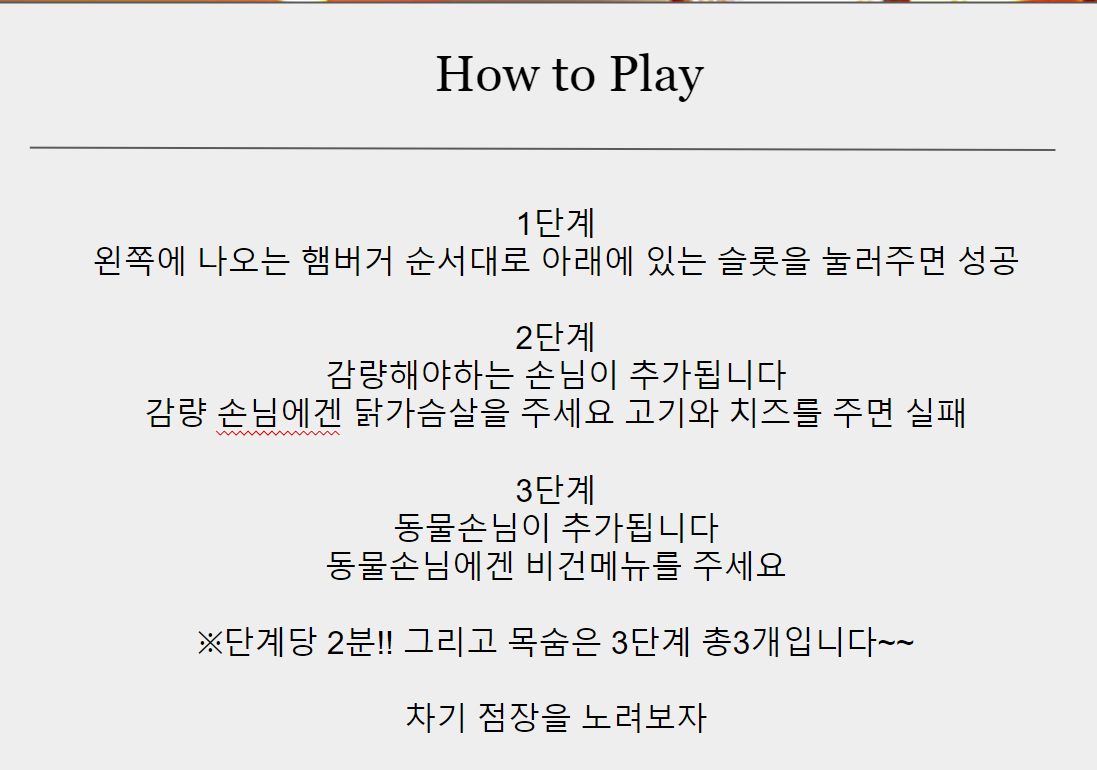 How to Play
1단계
왼쪽에 나오는 햄버거 순서대로 아래에 있는 슬롯을 눌러주면 성공
2단계
감량해야하는 손님이 추가됩니다
감량 손님에겐 닭가슴살을 주세요 고기와 치즈를 주면 실패
3단계
동물손님이 추가됩니다
동물손님에겐 비건메뉴를 주세요
※단계당 2분!! 그리고 목숨은 3단계 총3개입니다~~
차기 점장을 노려보자